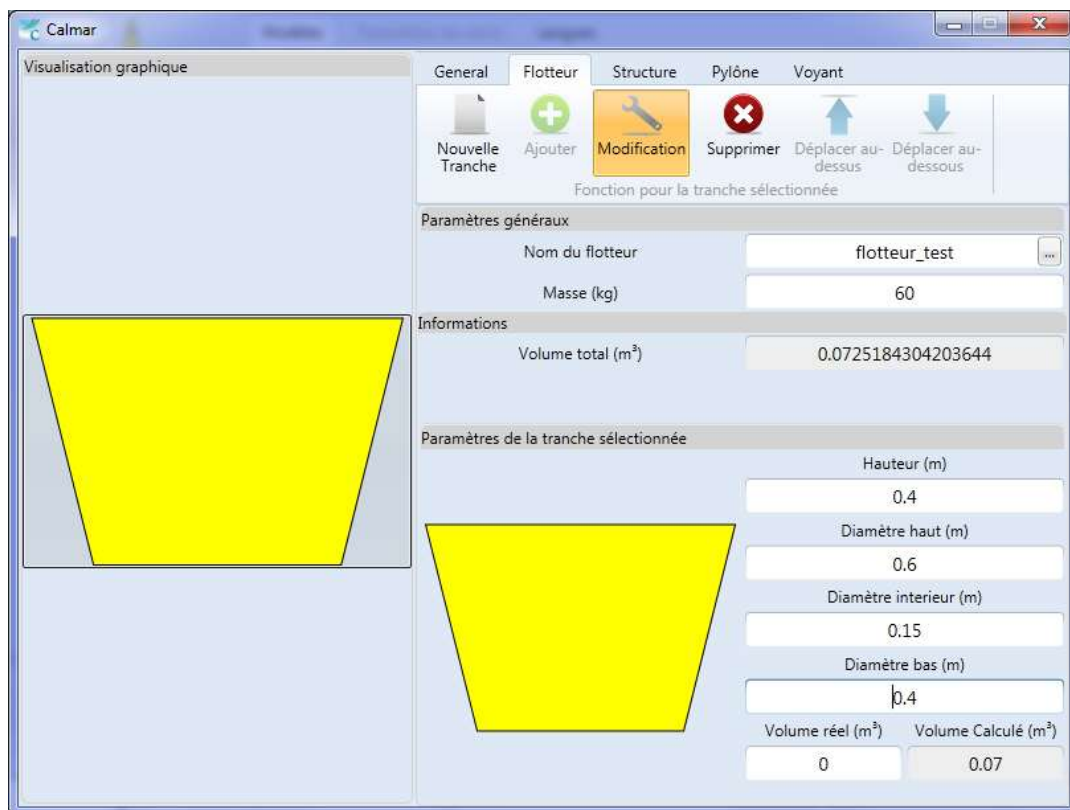 Calmar
Visualisation graphique
General Flotteur Structure Pylône Voyant
Nouvelle Tranche
Ajouter
Modification
Supprimer
Déplacer au-dessus
Déplacer au-dessous
Fonction pour la tranche sélectionnée
Paramètres généraux
Nom du flotteur flotteur_test ...
Masse (kg) 60
Informations
Volume total (m³) 0.0725184304203644
Paramètres de la tranche sélectionnée
Hauteur (m)
0.4
Diamètre haut (m)
0.6
Diamètre interieur (m)
0.15
Diamètre bas (m)
0.4
Volume réel (m³) Volume Calculé (m³)
0 0.07